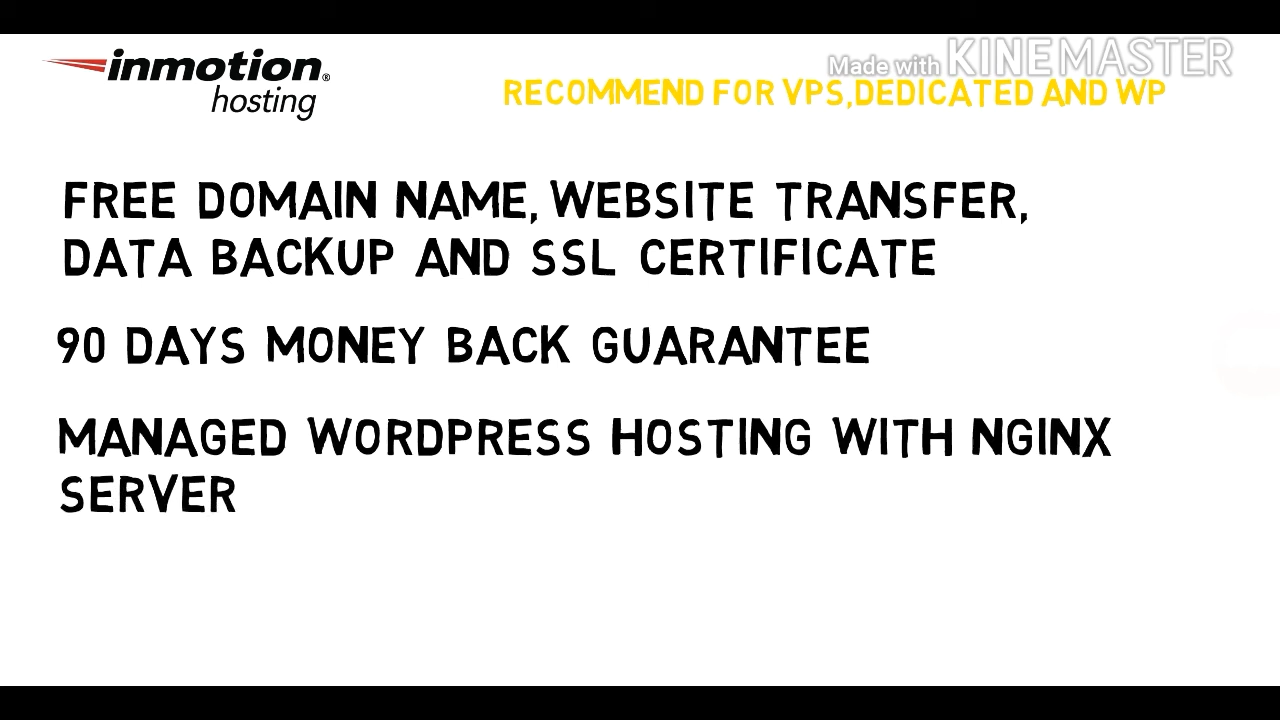 inmotion®
hosting
Made with KINEMASTER
RECOMMEND FOR VPS,DEDICATED AND WP
FREE DOMAIN NAME, WEBSITE TRANSFER,
DATA BACKUP AND SSL CERTIFICATE
90 DAYS MONEY BACK GUARANTEE
MANAGED WORDPRESS HOSTING WITH NGINX
SERVER